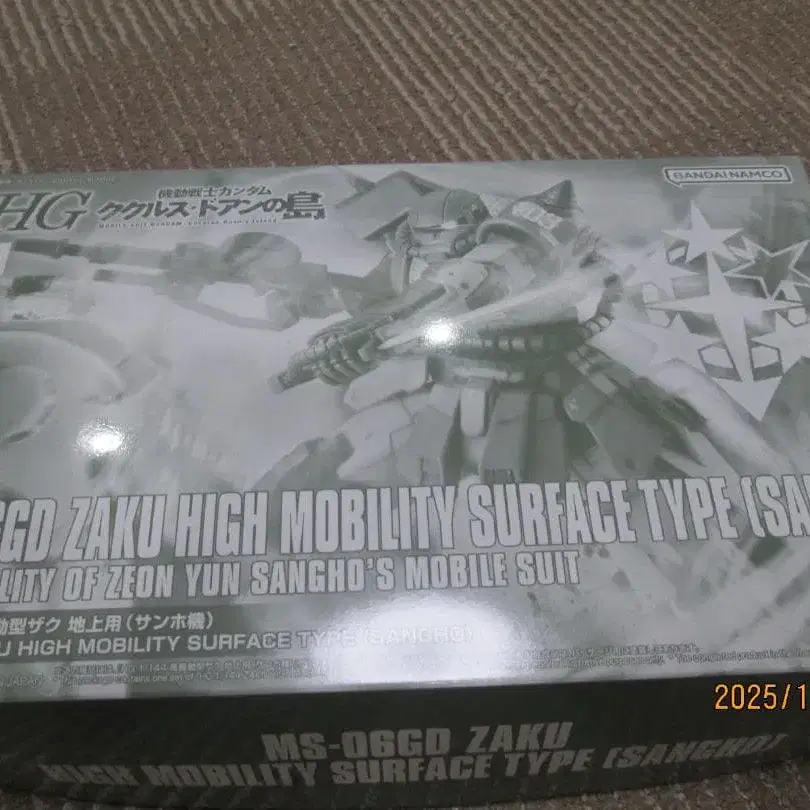 BANDAI NAMCO
HG
機動戦士ガンダム
ククルス・ドアンの島
GD ZAKU HIGH MOBILITY SURFACE TYPE (SA
LITY OF ZEON YUN SANGHO'S MOBILE SUIT
動型ザク 地上用(サンホ機)
KU HIGH MOBILITY SURFACE TYPE (SANGHO)
JAPAN
2025/1
MS-06GD ZAKU
HIGH MOBILITY SURFACE TYPE (SANGHO)